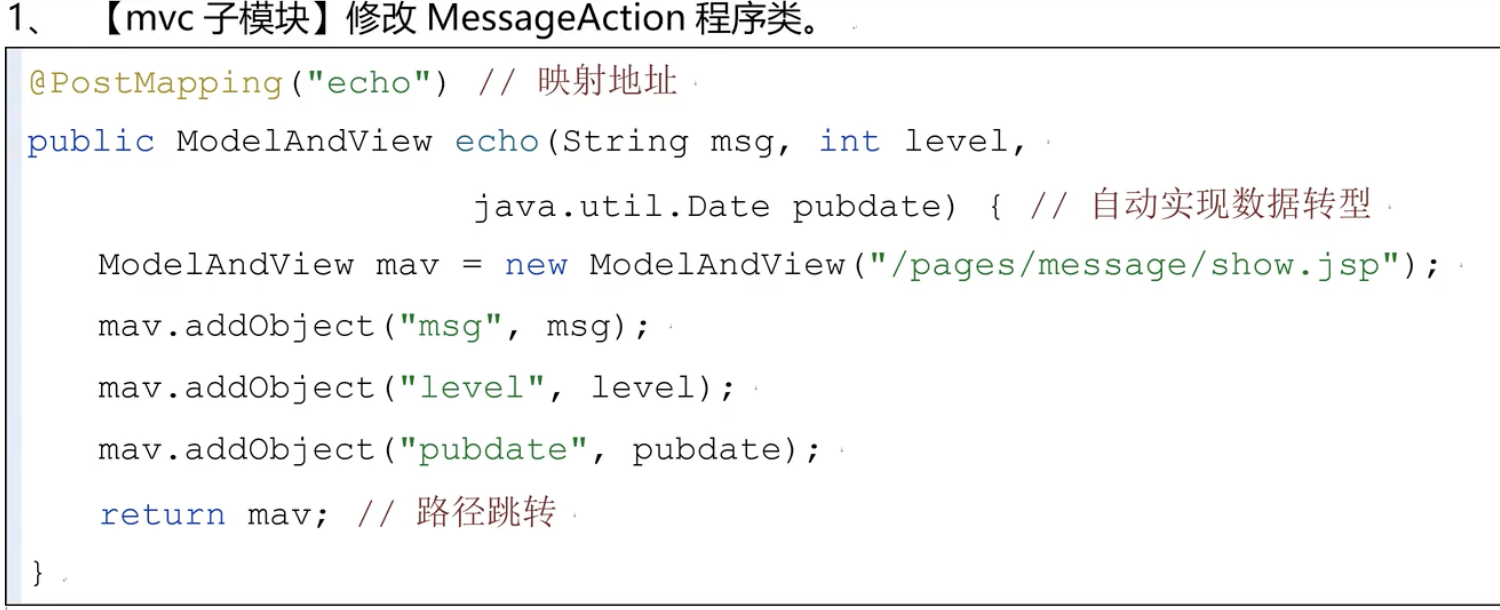 1、 【mvc 子模块】修改 MessageAction 程序类。
@PostMapping("echo") // 映射地址
public ModelAndView echo(String msg, int level,
java.util.Date pubdate) { // 自动实现数据转型
ModelAndView mav = new ModelAndView("/pages/message/show.jsp");
mav.addObject("msg", msg);
mav.addObject("level", level);
mav.addObject("pubdate", pubdate);
return mav; // 路径跳转
}